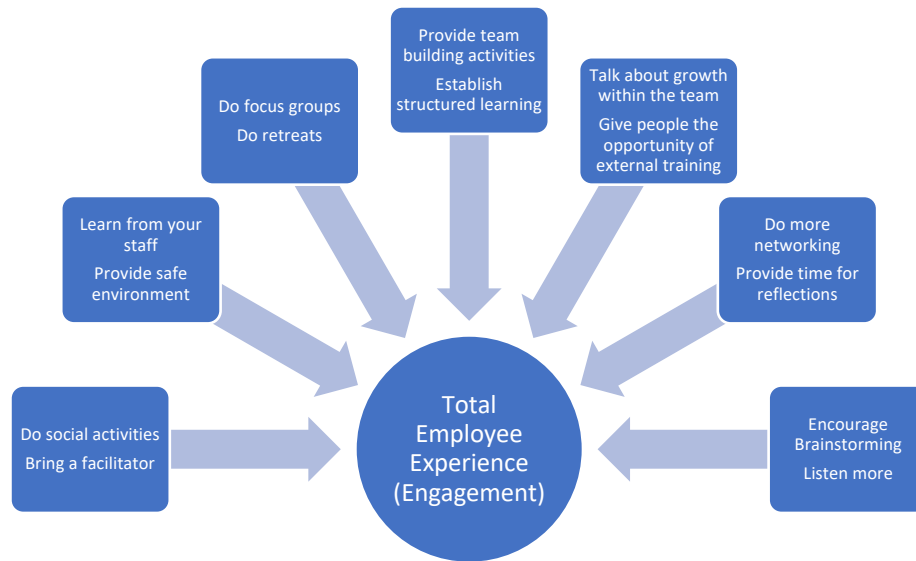 Do social activities
Bring a facilitator
Learn from your
staff
Provide safe
environment
Do focus groups
Do retreats
Provide team
building activities
Establish
structured learning
Talk about growth
within the team
Give people the
opportunity of
external training
Do more
networking
Provide time for
reflections
Encourage
Brainstorming
Listen more
Total
Employee
Experience
(Engagement)